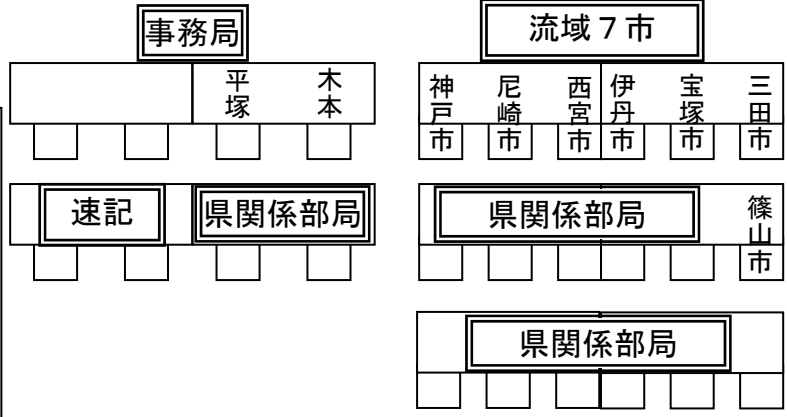 事務局
流域７市
平塚
木本
神戸市
尼崎市
西宮市
伊丹市
宝塚市
三田市
速記
県関係部局
県関係部局
篠山市
県関係部局